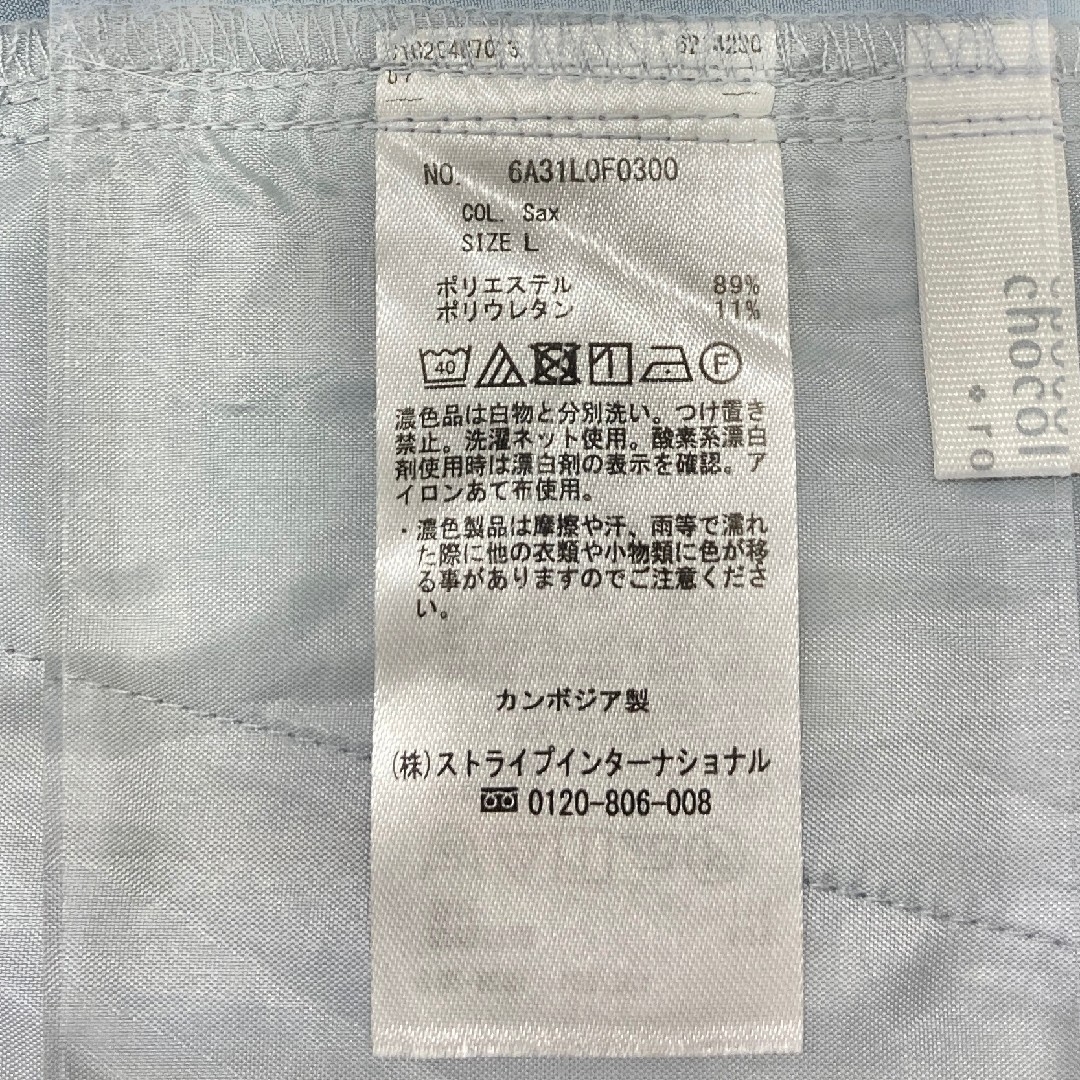 NO. 6A31L0F0300
COL. Sax
SIZE L
ポリエステル 89%
ポリウレタン 11%
40 F
濃色品は白物と分別洗い。つけ置き
禁止。洗濯ネット使用。酸素系漂白
剤使用時は漂白剤の表示を確認。ア
イロンあて布使用。
・濃色製品は摩擦や汗、雨等で濡れ
た際に他の衣類や小物類に色が移
る事がありますのでご注意くださ
い。
カンボジア製
(株)ストライプインターナショナル
0120-806-008
chocol